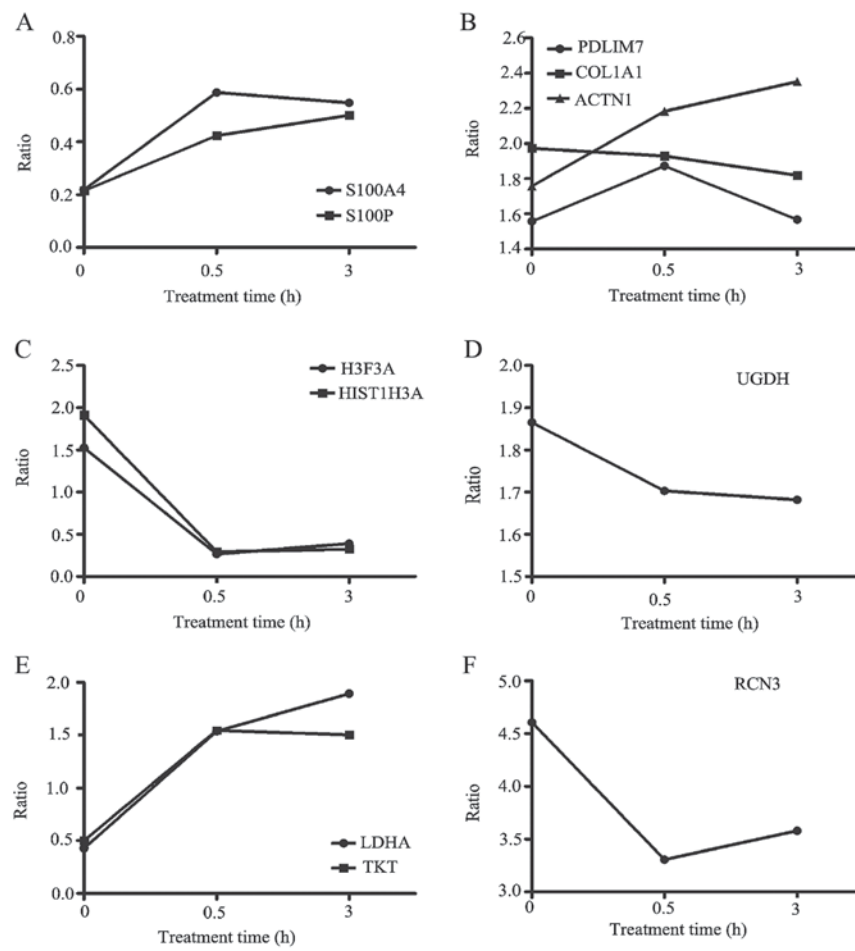 A
0.8
0.6
0.4
0.2
0.0
Ratio
S100A4
S100P
0
0.5
3
Treatment time (h)
B
2.6
2.4
2.2
2.0
1.8
1.6
1.4
Ratio
PDLIM7
COL1A1
ACTN1
0
0.5
3
Treatment time (h)
C
2.5
2.0
1.5
1.0
0.5
0.0
Ratio
H3F3A
HIST1H3A
0
0.5
3
Treatment time (h)
D
2.0
1.9
1.8
1.7
1.6
1.5
Ratio
UGDH
0
0.5
3
Treatment time (h)
E
2.0
1.5
1.0
0.5
0.0
Ratio
LDHA
TKT
0
0.5
3
Treatment time (h)
F
5.0
4.5
4.0
3.5
3.0
Ratio
RCN3
0
0.5
3
Treatment time (h)